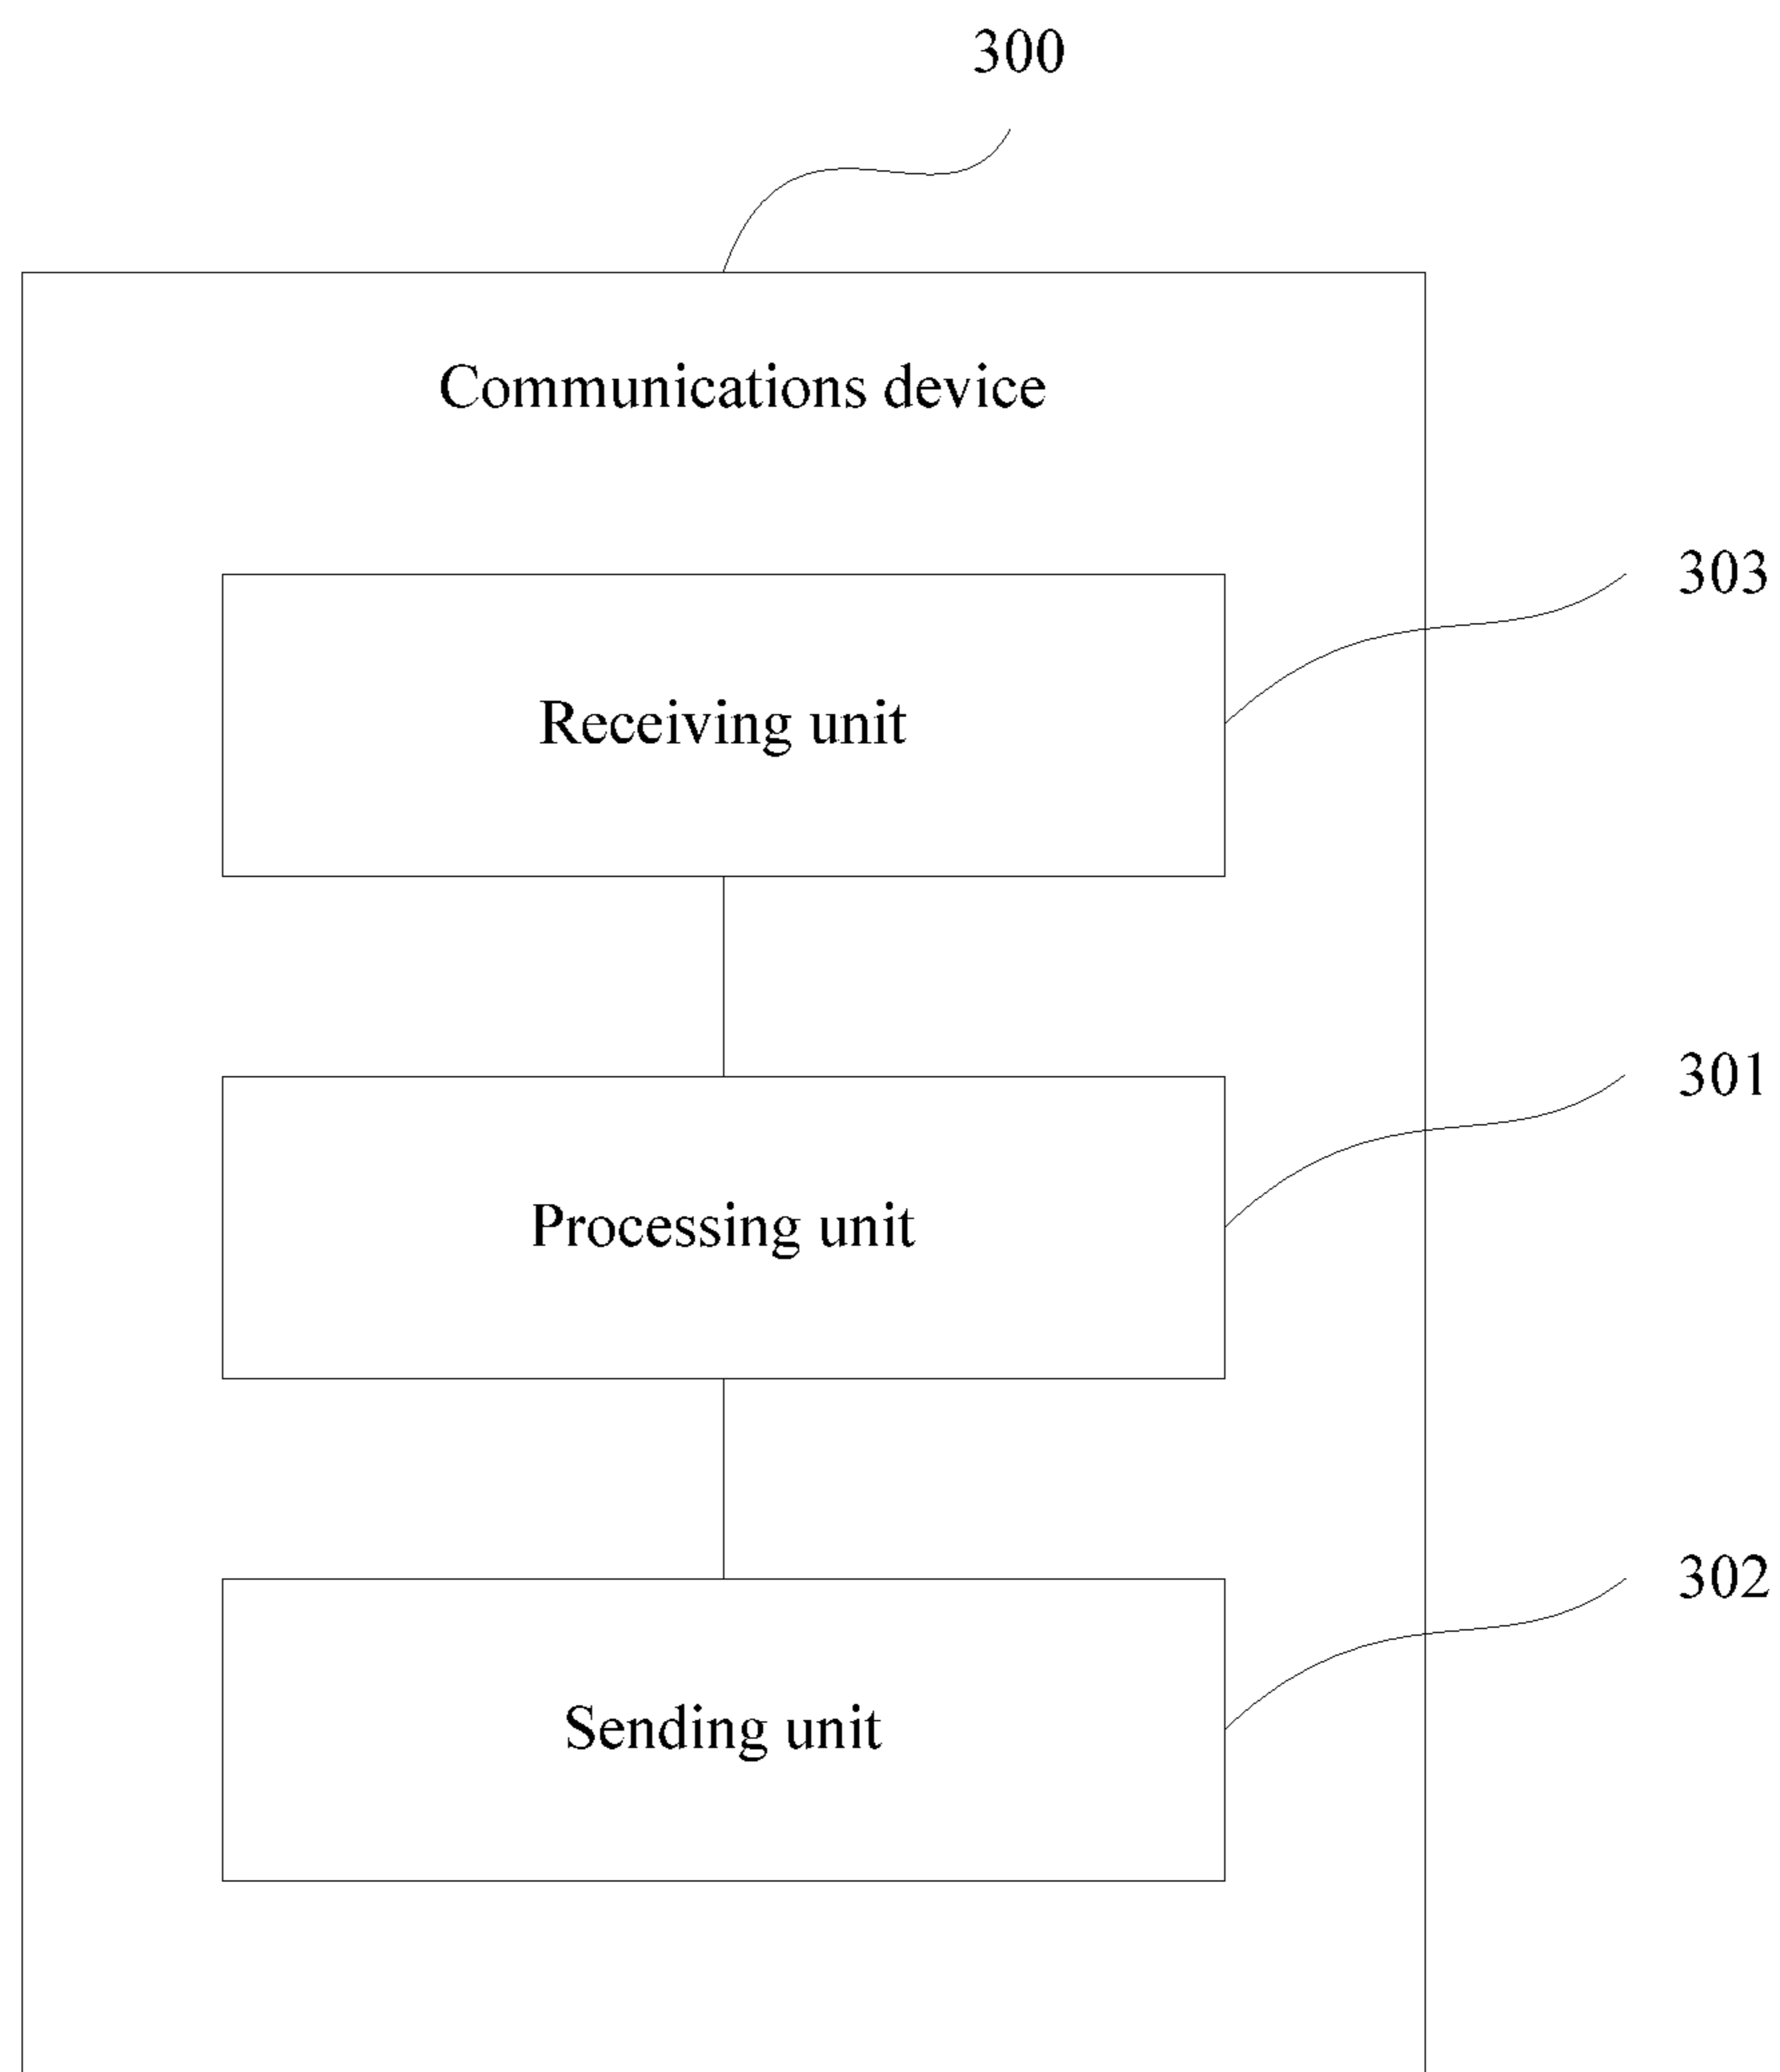 300
Communications device
303
Receiving unit
301
Processing unit
302
Sending unit